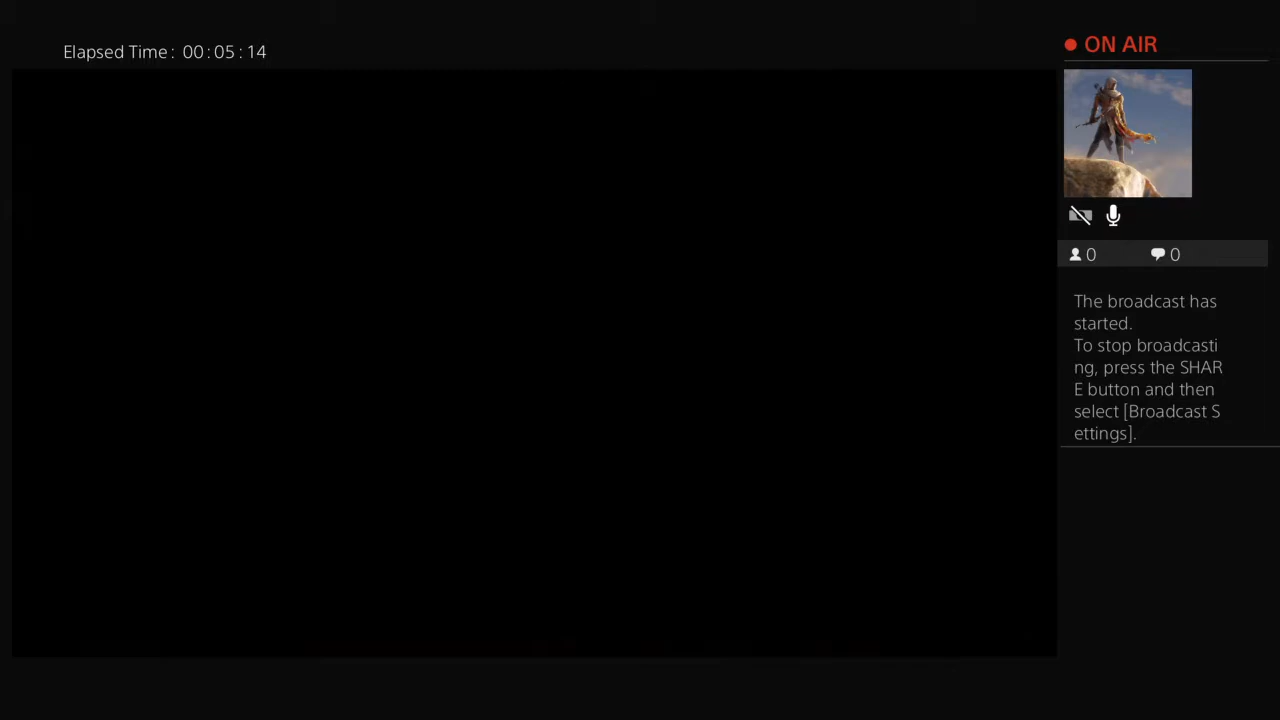 Elapsed Time: 00:05:14
ON AIR
0 0
The broadcast has
started.
To stop broadcasti
ng, press the SHAR
E button and then
select [Broadcast S
ettings].